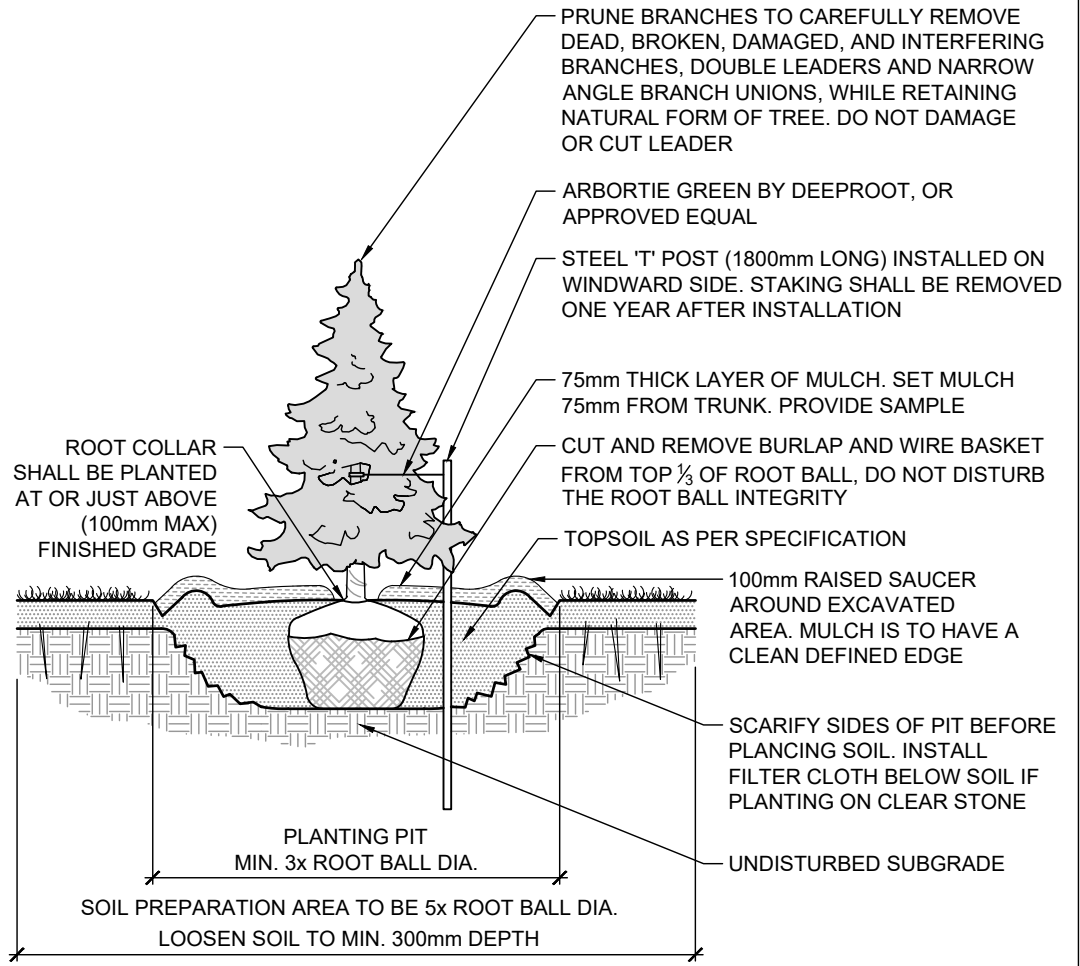 PRUNE BRANCHES TO CAREFULLY REMOVE
DEAD, BROKEN, DAMAGED, AND INTERFERING
BRANCHES, DOUBLE LEADERS AND NARROW
ANGLE BRANCH UNIONS, WHILE RETAINING
NATURAL FORM OF TREE. DO NOT DAMAGE
OR CUT LEADER
ARBORTIE GREEN BY DEEPROOT, OR
APPROVED EQUAL
STEEL 'T' POST (1800mm LONG) INSTALLED ON
WINDWARD SIDE. STAKING SHALL BE REMOVED
ONE YEAR AFTER INSTALLATION
75mm THICK LAYER OF MULCH. SET MULCH
75mm FROM TRUNK. PROVIDE SAMPLE
CUT AND REMOVE BURLAP AND WIRE BASKET
FROM TOP ⅓ OF ROOT BALL, DO NOT DISTURB
THE ROOT BALL INTEGRITY
TOPSOIL AS PER SPECIFICATION
100mm RAISED SAUCER
AROUND EXCAVATED
AREA. MULCH IS TO HAVE A
CLEAN DEFINED EDGE
SCARIFY SIDES OF PIT BEFORE
PLANCING SOIL. INSTALL
FILTER CLOTH BELOW SOIL IF
PLANTING ON CLEAR STONE
UNDISTURBED SUBGRADE
ROOT COLLAR
SHALL BE PLANTED
AT OR JUST ABOVE
(100mm MAX)
FINISHED GRADE
PLANTING PIT
MIN. 3x ROOT BALL DIA.
SOIL PREPARATION AREA TO BE 5x ROOT BALL DIA.
LOOSEN SOIL TO MIN. 300mm DEPTH